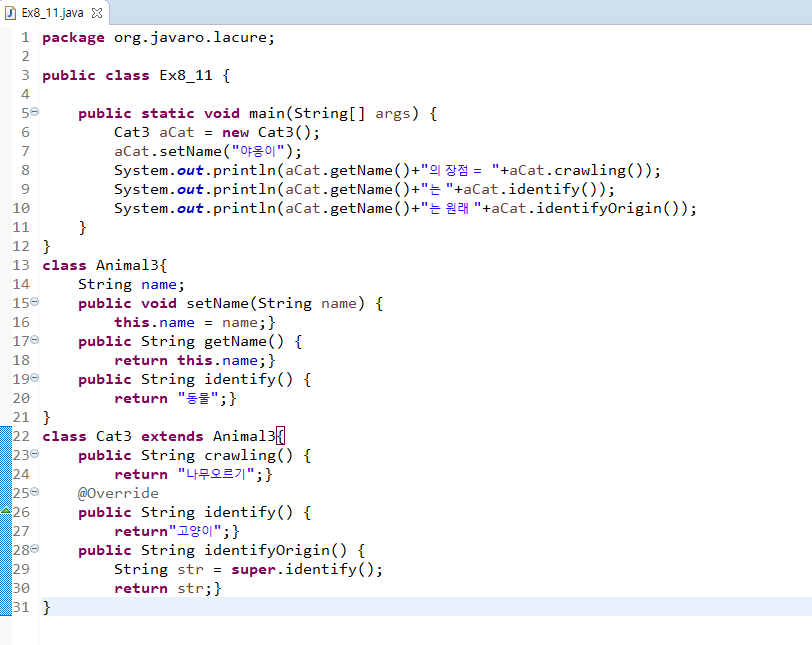 Ex8_11.java
1 package org.javaro.lacure;
2
3 public class Ex8_11 {
4
5 public static void main(String[] args) {
6 Cat3 aCat = new Cat3();
7 aCat.setName("야옹이");
8 System.out.println(aCat.getName()+"의 장점 = "+aCat.crawling());
9 System.out.println(aCat.getName()+"는 "+aCat.identify());
10 System.out.println(aCat.getName()+"는 원래 "+aCat.identifyOrigin());
11 }
12 }
13 class Animal3{
14 String name;
15 public void setName(String name) {
16 this.name = name;}
17 public String getName() {
18 return this.name;}
19 public String identify() {
20 return "동물";}
21 }
22 class Cat3 extends Animal3{
23 public String crawling() {
24 return "나무오르기";}
25 @Override
26 public String identify() {
27 return"고양이";}
28 public String identifyOrigin() {
29 String str = super.identify();
30 return str;}
31 }